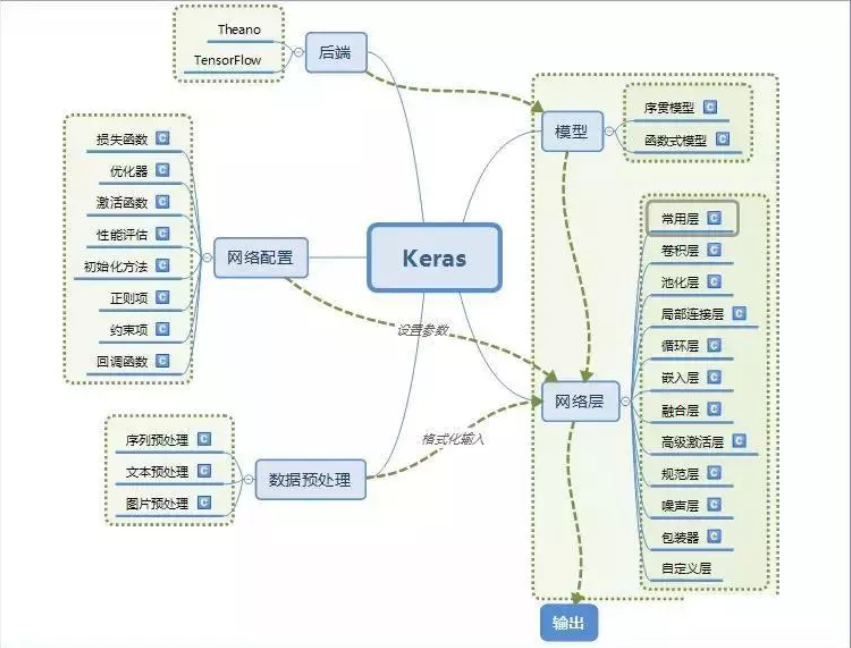 Theano
TensorFlow
后端
模型
序贯模型 C
函数式模型 C
损失函数 C
优化器 C
激活函数 C
性能评估 C
初始化方法 C
正则项 C
约束项 C
回调函数 C
网络配置
Keras
设置参数
常用层 C
卷积层 C
池化层 C
局部连接层 C
循环层 C
嵌入层 C
融合层 C
高级激活层 C
规范层 C
噪声层 C
包装器 C
自定义层
网络层
格式化输入
序列预处理 C
文本预处理 C
图片预处理 C
数据预处理
输出